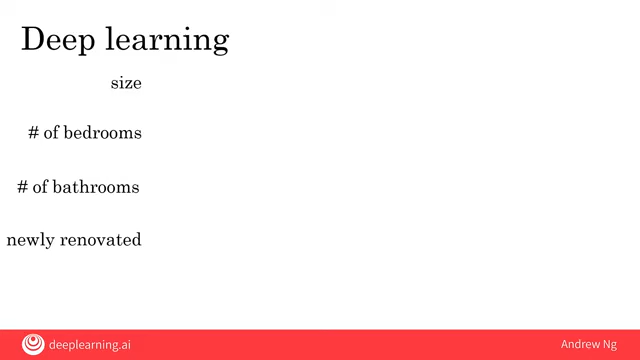 Deep learning
size
# of bedrooms
# of bathrooms
newly renovated
deeplearning.ai
Andrew Ng